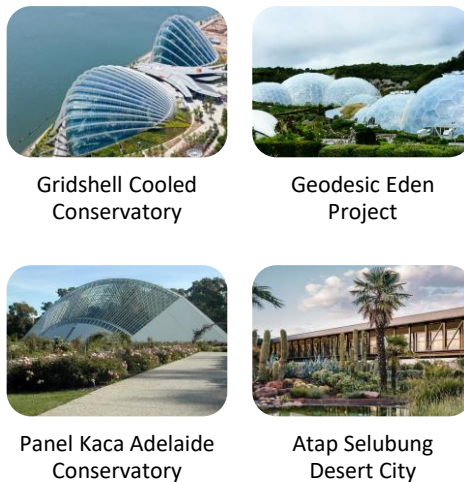 Gridshell Cooled
Conservatory
Geodesic Eden
Project
Panel Kaca Adelaide
Conservatory
Atap Selubung
Desert City